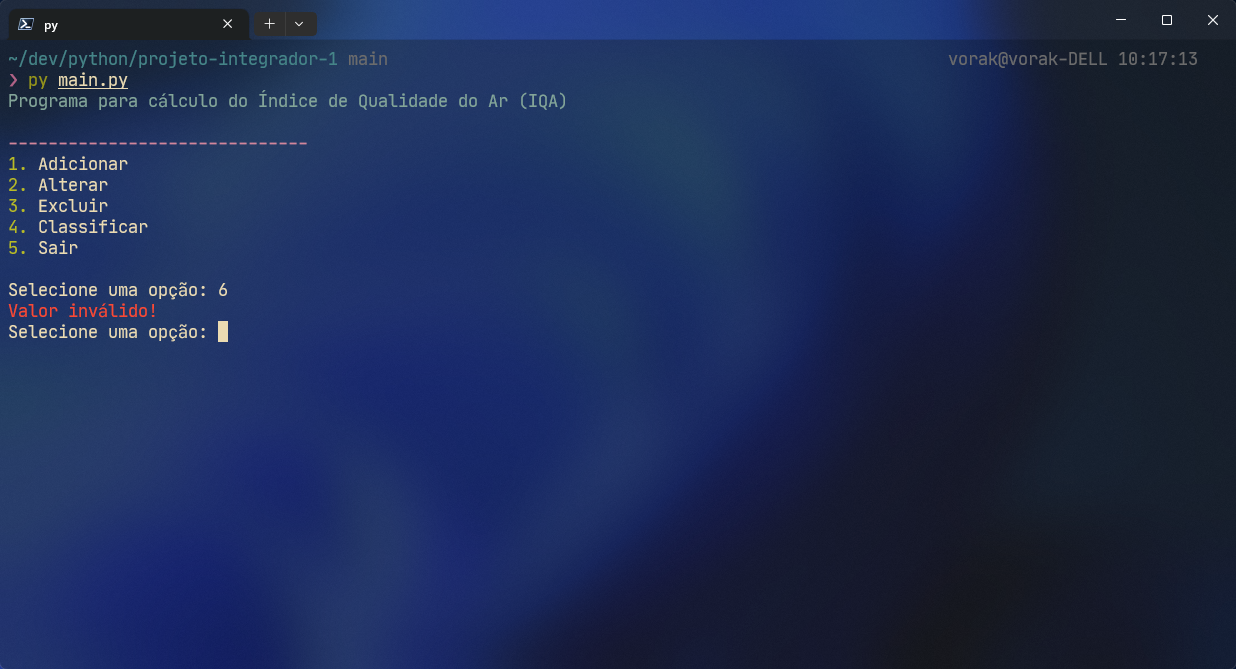 py
~/dev/python/projeto-integrador-1 main vorak@vorak-DELL 10:17:13
❯ py main.py
Programa para cálculo do Índice de Qualidade do Ar (IQA)
------------------------------
1. Adicionar
2. Alterar
3. Excluir
4. Classificar
5. Sair
Selecione uma opção: 6
Valor inválido!
Selecione uma opção: